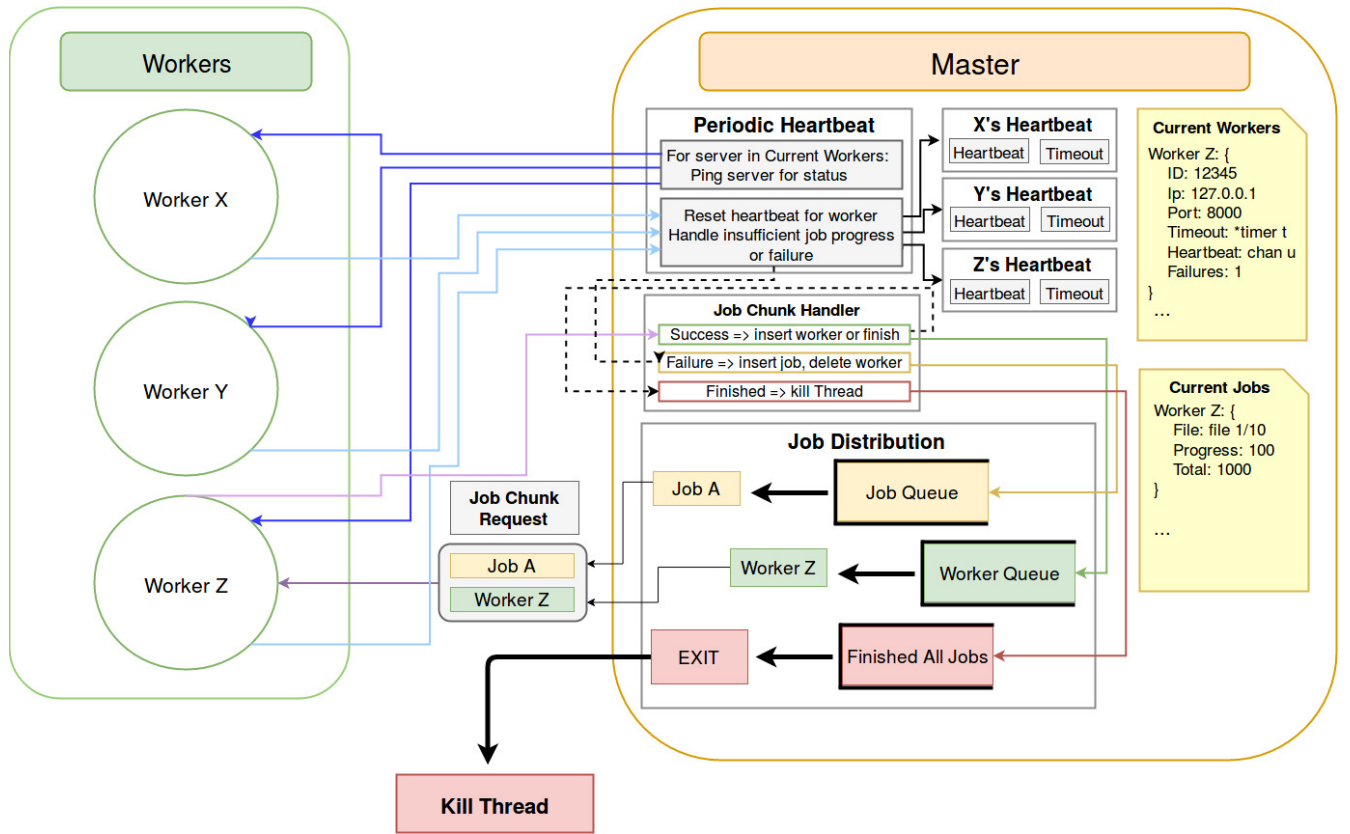 Workers
Worker X
Worker Y
Worker Z
Master
Periodic Heartbeat
For server in Current Workers:
Ping server for status
Reset heartbeat for worker
Handle insufficient job progress
or failure
X's Heartbeat
Heartbeat
Timeout
Y's Heartbeat
Heartbeat
Timeout
Z's Heartbeat
Heartbeat
Timeout
Current Workers
Worker Z: {
ID: 12345
Ip: 127.0.0.1
Port: 8000
Timeout: *timer t
Heartbeat: chan u
Failures: 1
}
...
Job Chunk Handler
Success => insert worker or finish
Failure => insert job, delete worker
Finished => kill Thread
Current Jobs
Worker Z: {
File: file 1/10
Progress: 100
Total: 1000
}
...
Job Distribution
Job A
Job Queue
Worker Z
Worker Queue
EXIT
Finished All Jobs
Job Chunk
Request
Job A
Worker Z
Kill Thread